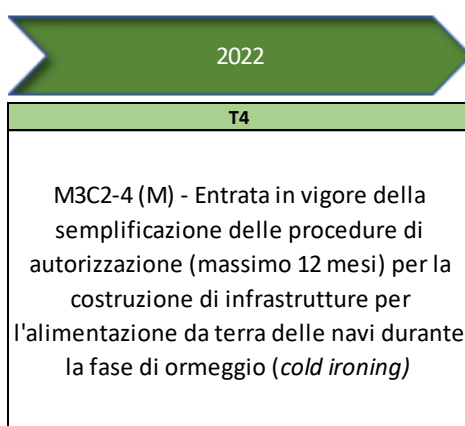 2022
T4
M3C2-4 (M) - Entrata in vigore della
semplificazione delle procedure di
autorizzazione (massimo 12 mesi) per la
costruzione di infrastrutture per
l'alimentazione da terra delle navi durante
la fase di ormeggio (cold ironing)